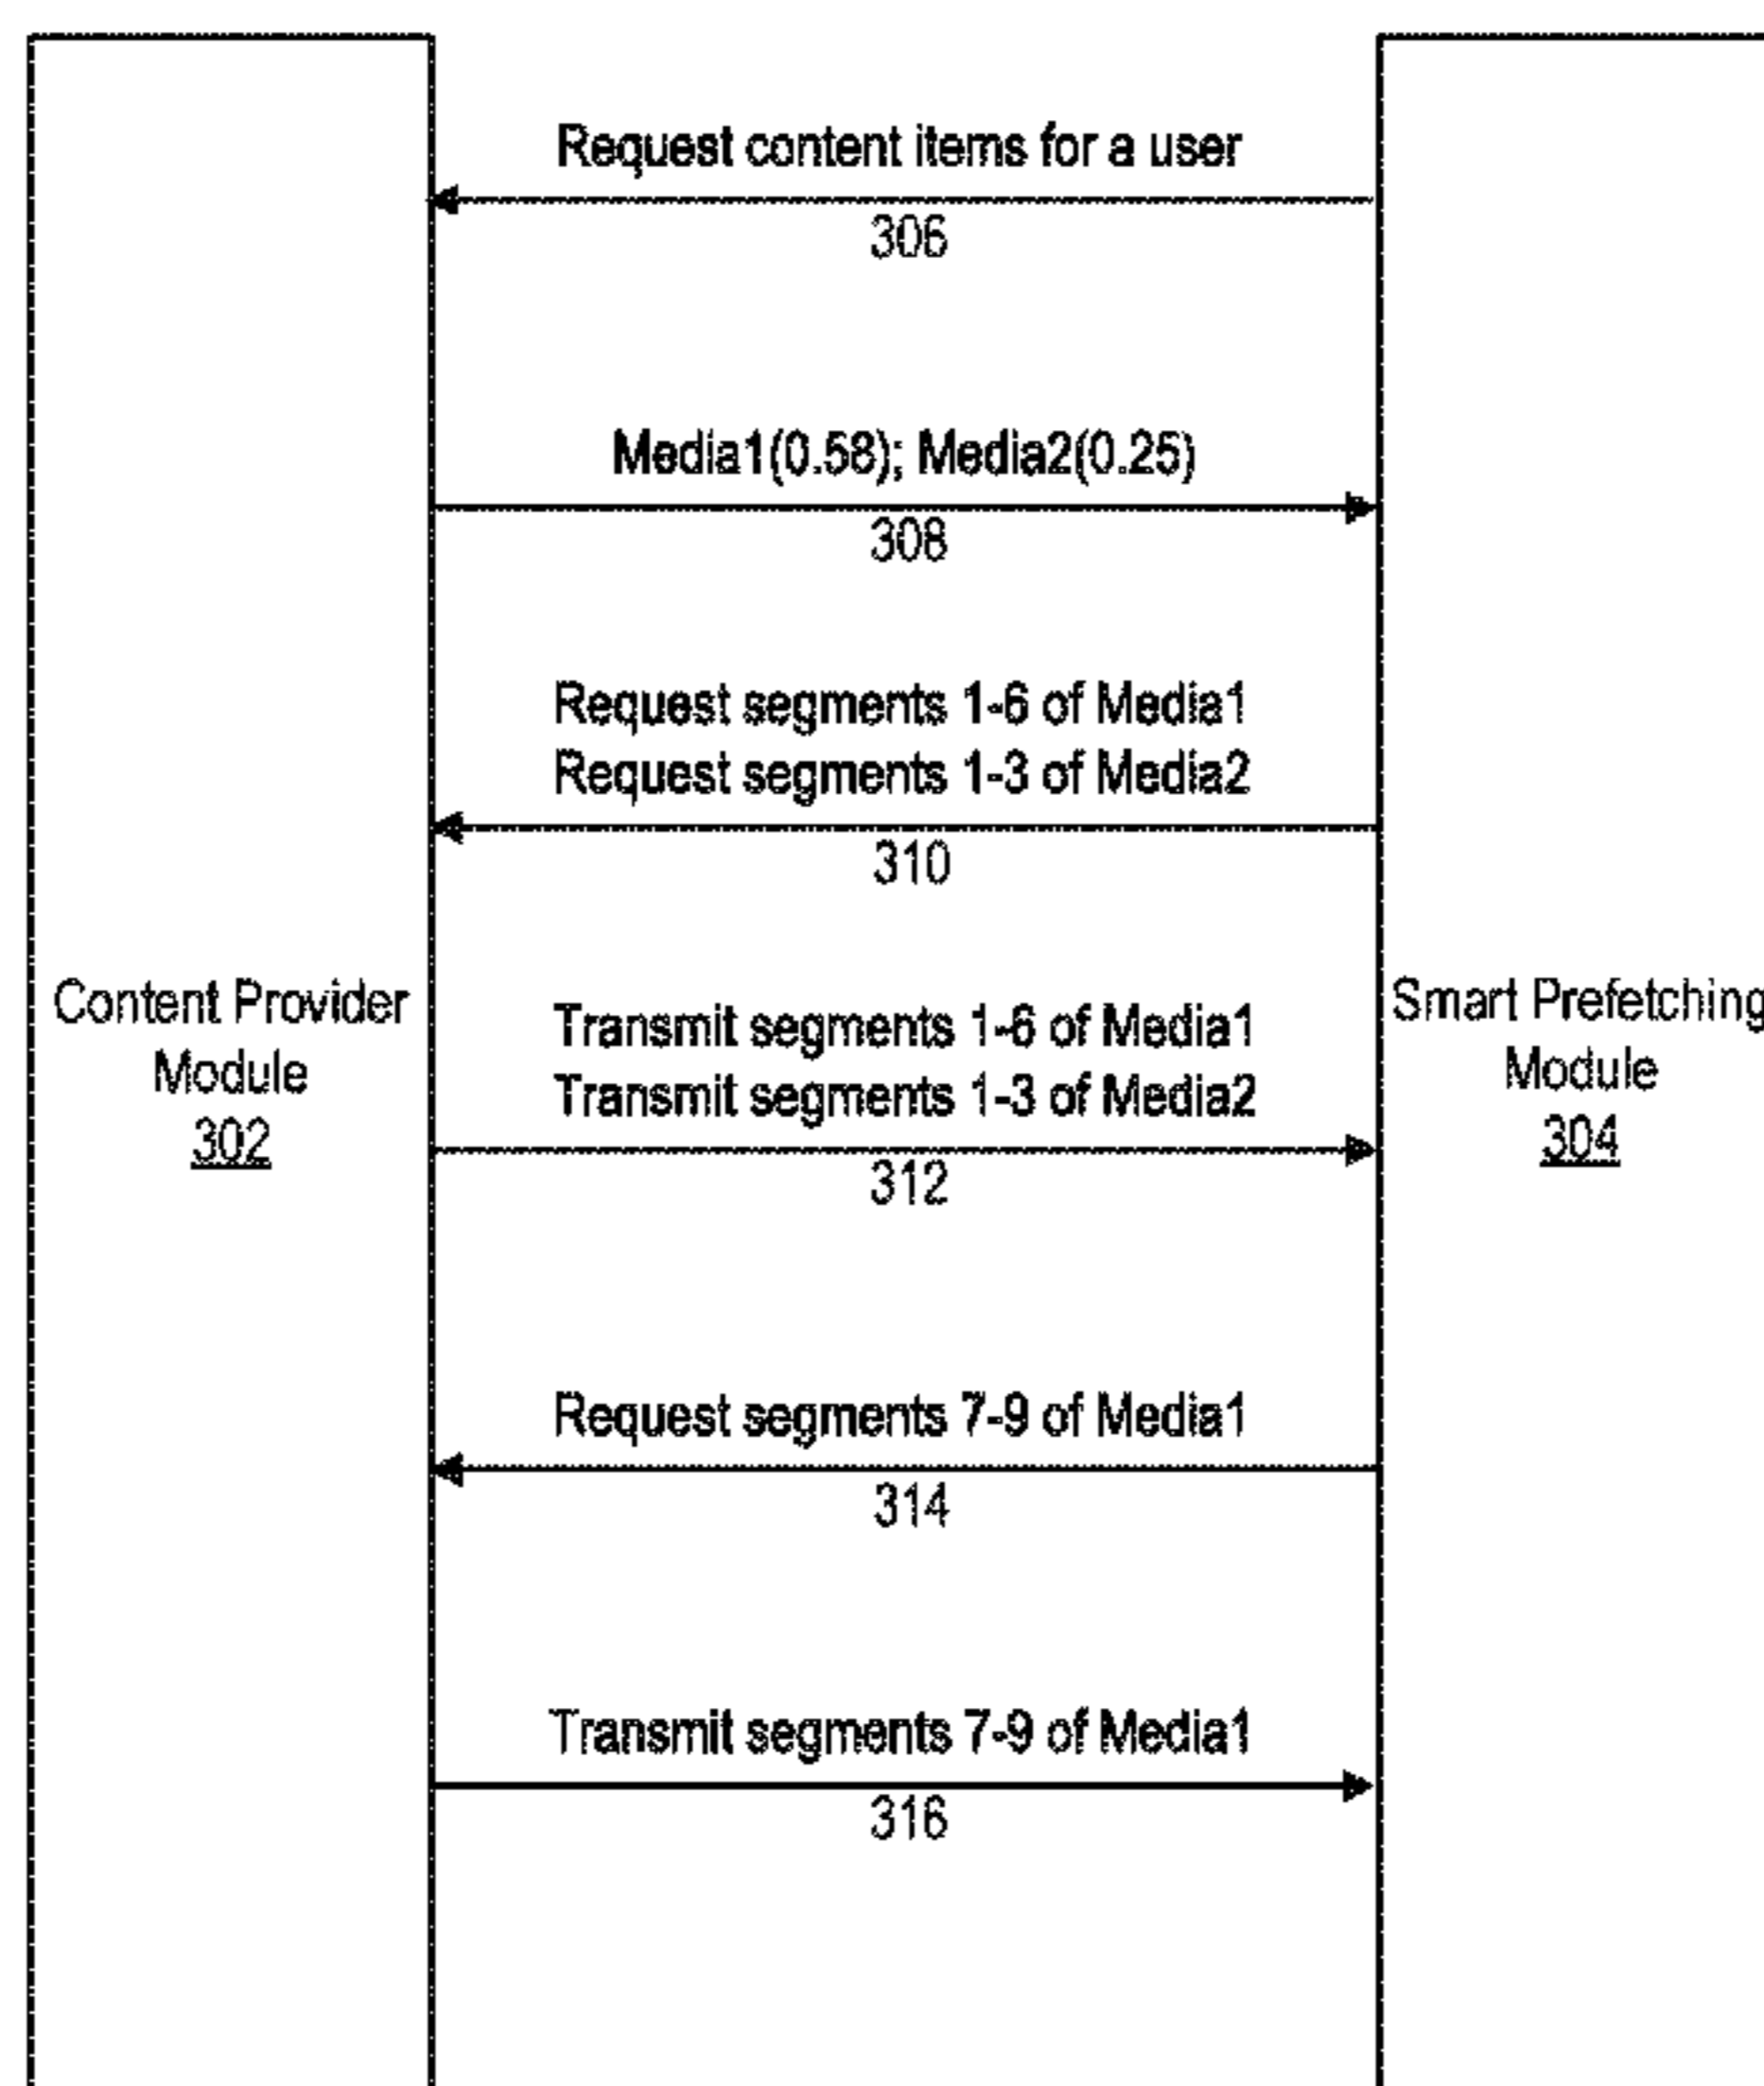 Request content items for a user
306
Media1(0.58); Media2(0.25)
308
Request segments 1-6 of Media1
Request segments 1-3 of Media2
310
Content Provider
Module
302
Transmit segments 1-6 of Media1
Transmit segments 1-3 of Media2
312
Smart Prefetching
Module
304
Request segments 7-9 of Media1
314
Transmit segments 7-9 of Media1
316